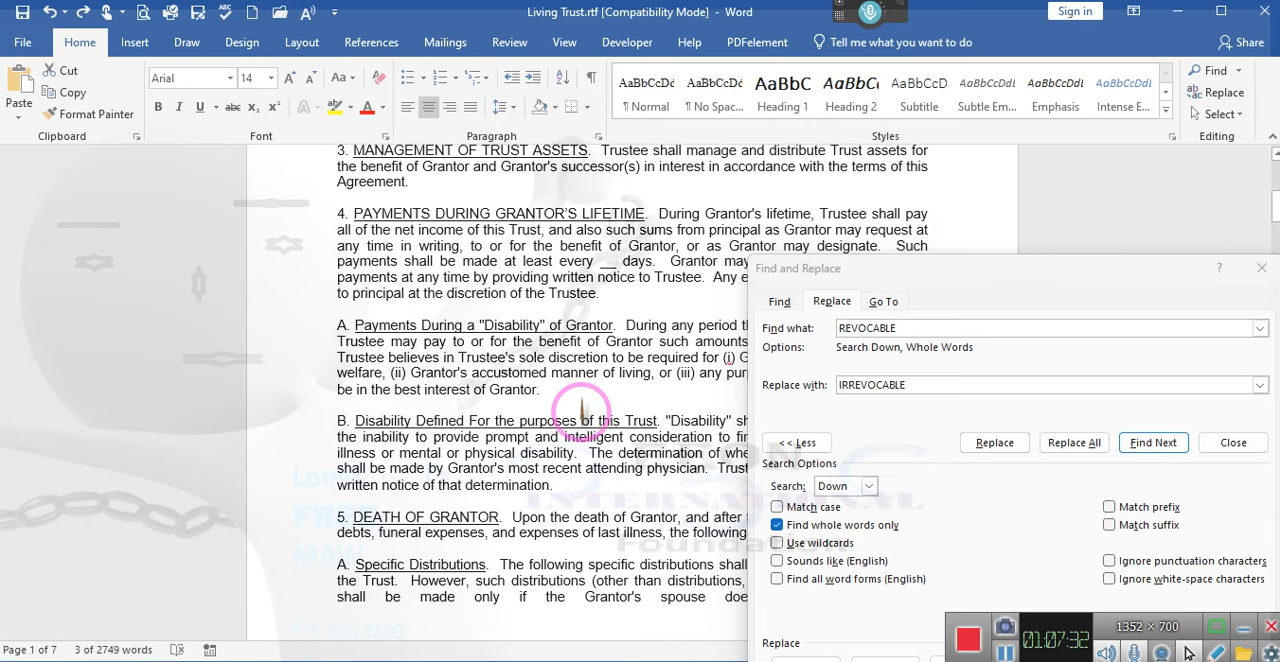 Living Trust.rtf [Compatibility Mode] - Word
Sign in
File Home Insert Draw Design Layout References Mailings Review View Developer Help PDFelement Tell me what you want to do Share
Paste
Cut
Copy
Format Painter
Clipboard
Arial 14
Font
Paragraph
AaBbCcDd AaBbCcDd AaBbC AaBbCc AaBbCcD AaBbCcDd AaBbCcDd AaBbCcDd
¶ Normal ¶ No Spac... Heading 1 Heading 2 Subtitle Subtle Em... Emphasis Intense E...
Styles
Find
Replace
Select
Editing
3. MANAGEMENT OF TRUST ASSETS. Trustee shall manage and distribute Trust assets for
the benefit of Grantor and Grantor's successor(s) in interest in accordance with the terms of this
Agreement.
4. PAYMENTS DURING GRANTOR'S LIFETIME. During Grantor's lifetime, Trustee shall pay
all of the net income of this Trust, and also such sums from principal as Grantor may request at
any time in writing, to or for the benefit of Grantor, or as Grantor may designate. Such
payments shall be made at least every __ days. Grantor may
payments at any time by providing written notice to Trustee. Any e
to principal at the discretion of the Trustee.
A. Payments During a "Disability" of Grantor. During any period t
Trustee may pay to or for the benefit of Grantor such amounts
Trustee believes in Trustee's sole discretion to be required for (i) G
welfare, (ii) Grantor's accustomed manner of living, or (iii) any pur
be in the best interest of Grantor.
B. Disability Defined For the purposes of this Trust. "Disability" sh
the inability to provide prompt and intelligent consideration to fin
illness or mental or physical disability. The determination of whe
shall be made by Grantor's most recent attending physician. Trust
written notice of that determination.
5. DEATH OF GRANTOR. Upon the death of Grantor, and after
debts, funeral expenses, and expenses of last illness, the following
A. Specific Distributions. The following specific distributions shall
the Trust. However, such distributions (other than distributions,
shall be made only if the Grantor's spouse doe
Find and Replace
Find Replace Go To
Find what: REVOCABLE
Options: Search Down, Whole Words
Replace with: IRREVOCABLE
<< Less Replace Replace All Find Next Close
Search Options
Search: Down
Match case
Find whole words only
Use wildcards
Sounds like (English)
Find all word forms (English)
Match prefix
Match suffix
Ignore punctuation characters
Ignore white-space characters
Replace
INTERNATIONAL
Foundation
1352 × 700
01:07:32
Page 1 of 7 3 of 2749 words